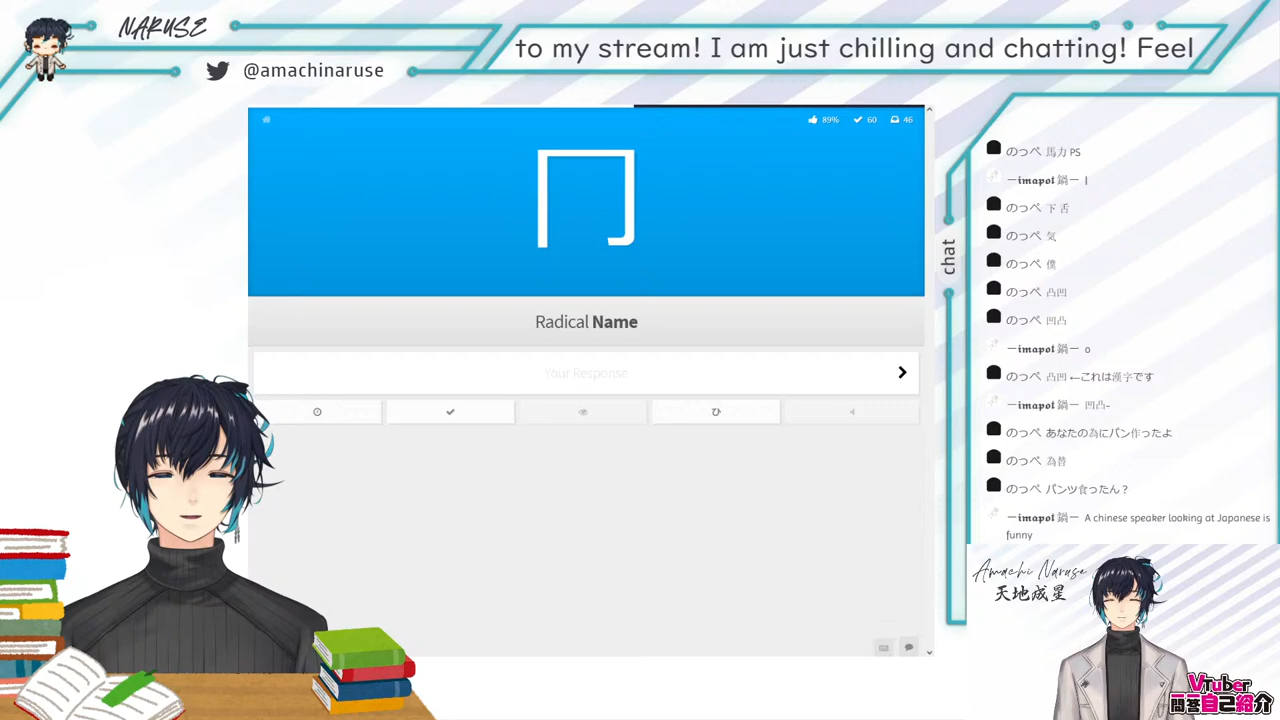 NARUSE
@amachinaruse
to my stream! I am just chilling and chatting! Feel
89%
60
46
冂
Radical Name
Your Response
ひ
chat
のっぺ 馬力 PS
ーimapot 鍋ー l
のっぺ 下 舌
のっぺ 気
のっぺ 僕
のっぺ 凸凹
のっぺ 凹凸
ーimapot 鍋ー o
のっぺ 凸凹 ←これは漢字です
ーimapot 鍋ー 凹凸-
のっぺ あなたの為にパン作ったよ
のっぺ 為替
のっぺ パンツ食ったん？
ーimapot 鍋ー A chinese speaker looking at Japanese is
funny
Amachi Naruse
天地成星
VTuber
問答自己紹介